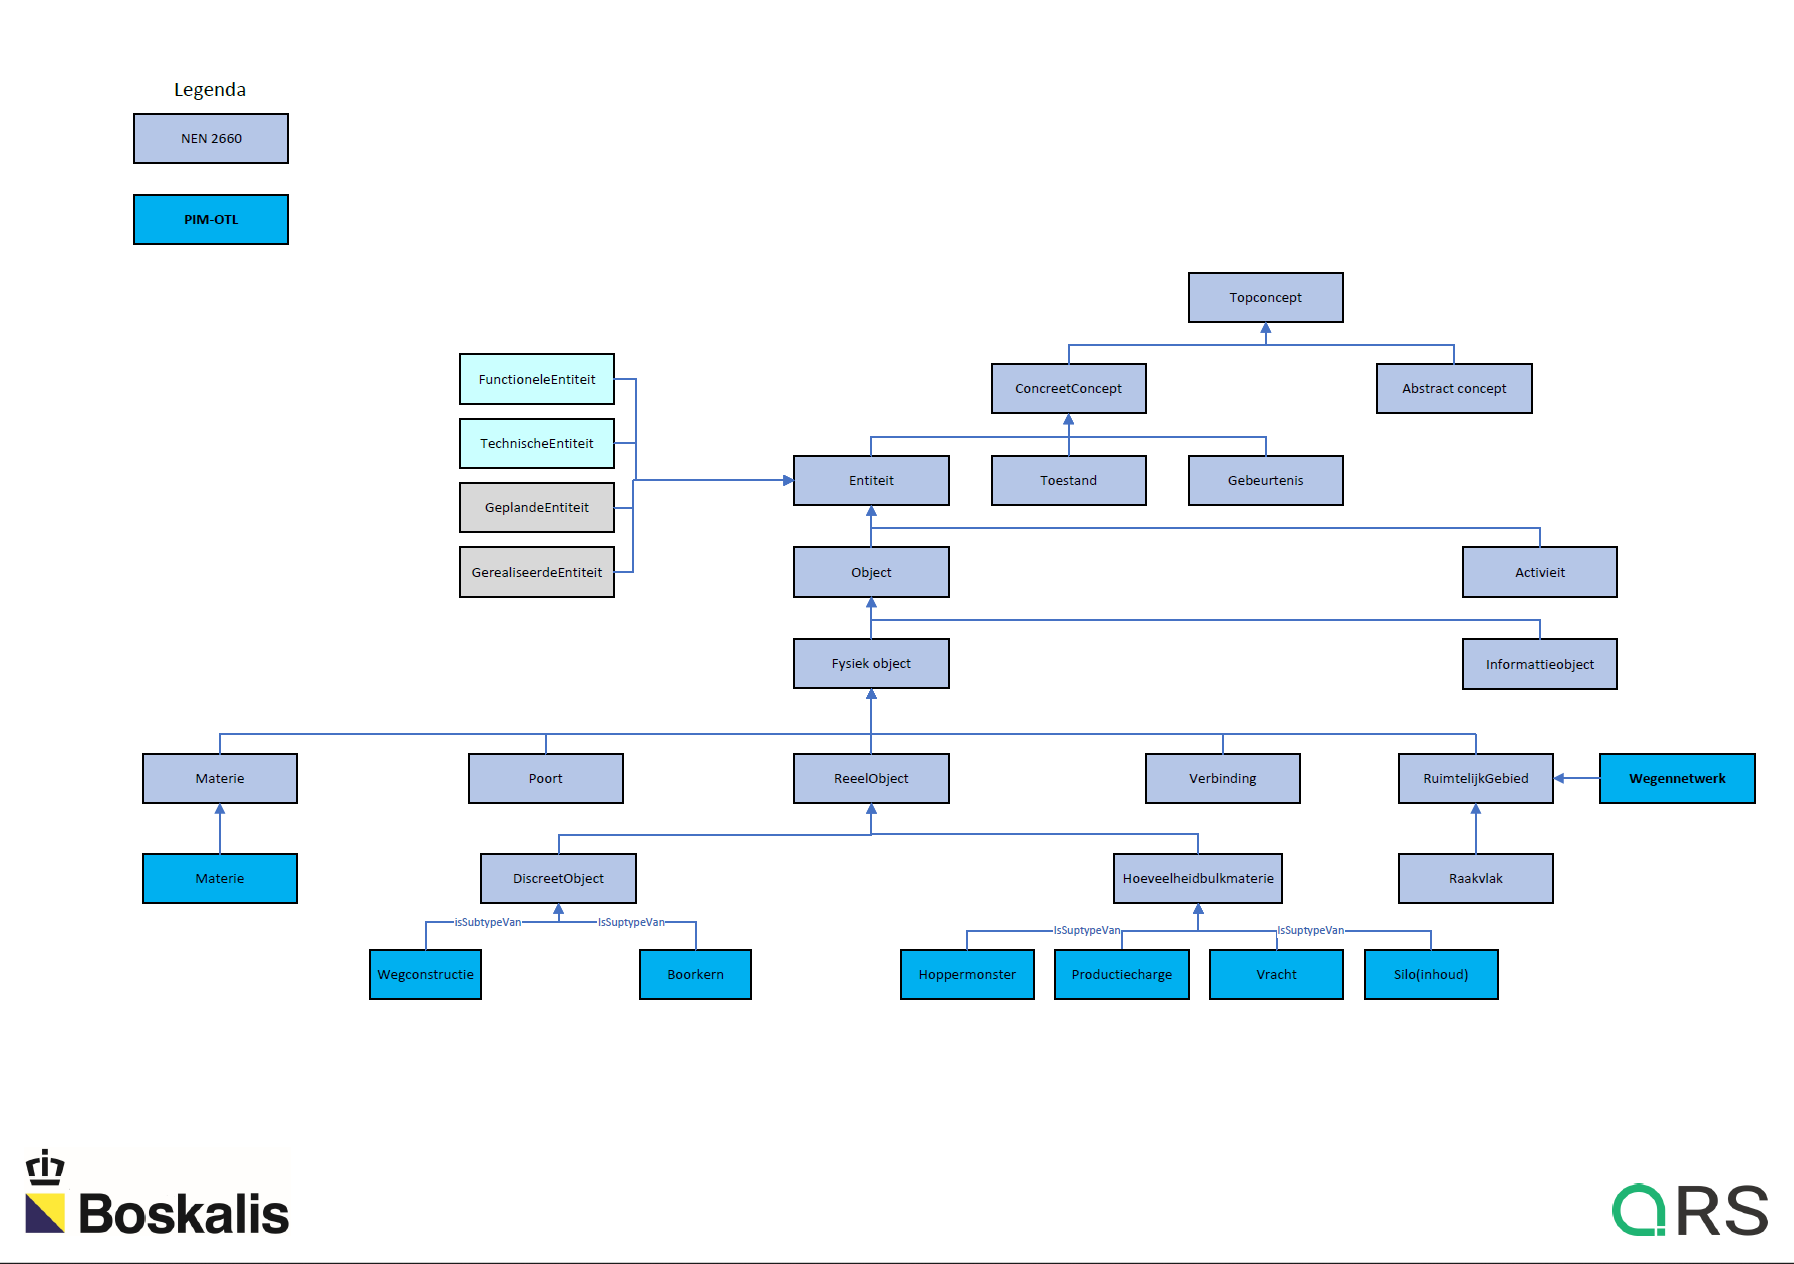 Legenda
NEN 2660
PIM-OTL
Topconcept
FunctioneleEntiteit
ConcreetConcept
Abstract concept
TechnischeEntiteit
Entiteit
Toestand
Gebeurtenis
GeplandeEntiteit
GerealiseerdeEntiteit
Object
Activieit
Fysiek object
Informattieobject
Materie
Poort
ReeelObject
Verbinding
RuimtelijkGebied
Wegennetwerk
Materie
DiscreetObject
Hoeveelheidbulkmaterie
Raakvlak
isSubtypeVan
IsSuptypeVan
IsSuptypeVan
IsSuptypeVan
Wegconstructie
Boorkern
Hoppermonster
Productiecharge
Vracht
Silo(inhoud)
Boskalis
RS